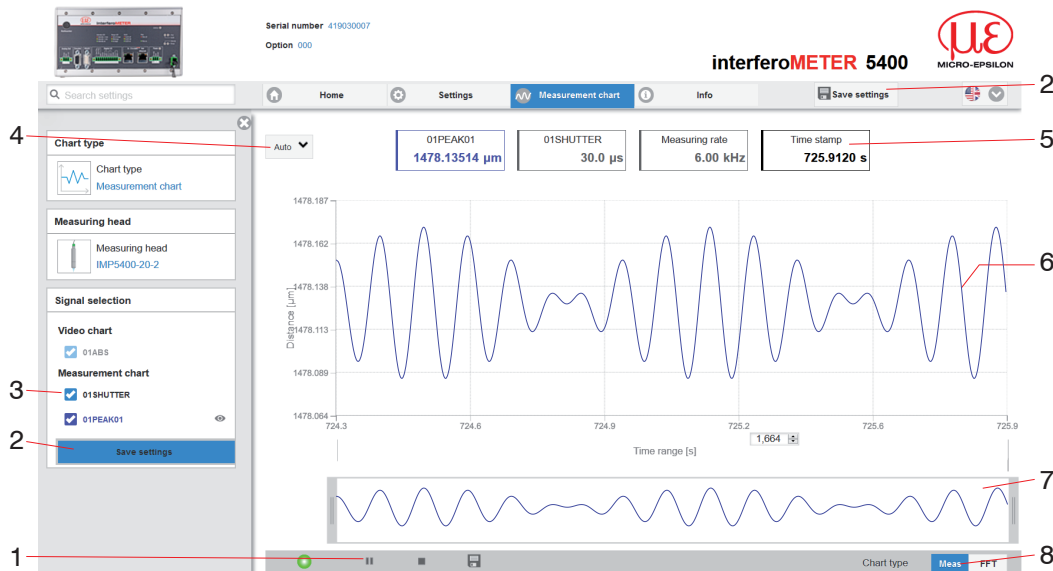 Serial number 419030007
Option 000
interferoMETER
interferoMETER 5400
με
MICRO-EPSILON
Search settings
Home
Settings
Measurement chart
Info
Save settings
2
4
Chart type
Chart type
Measurement chart
Measuring head
Measuring head
IMP5400-20-2
Signal selection
Video chart
01ABS
Measurement chart
3
01SHUTTER
01PEAK01
2
Save settings
Auto
01PEAK01
1478.13514 µm
01SHUTTER
30.0 µs
Measuring rate
6.00 kHz
Time stamp
725.9120 s
5
1478.187
1478.162
1478.138
1478.113
1478.089
1478.064
Distance [µm]
6
724.3
724.6
724.9
725.2
725.6
725.9
1,664
Time range [s]
7
1
Chart type
Meas
FFT
8